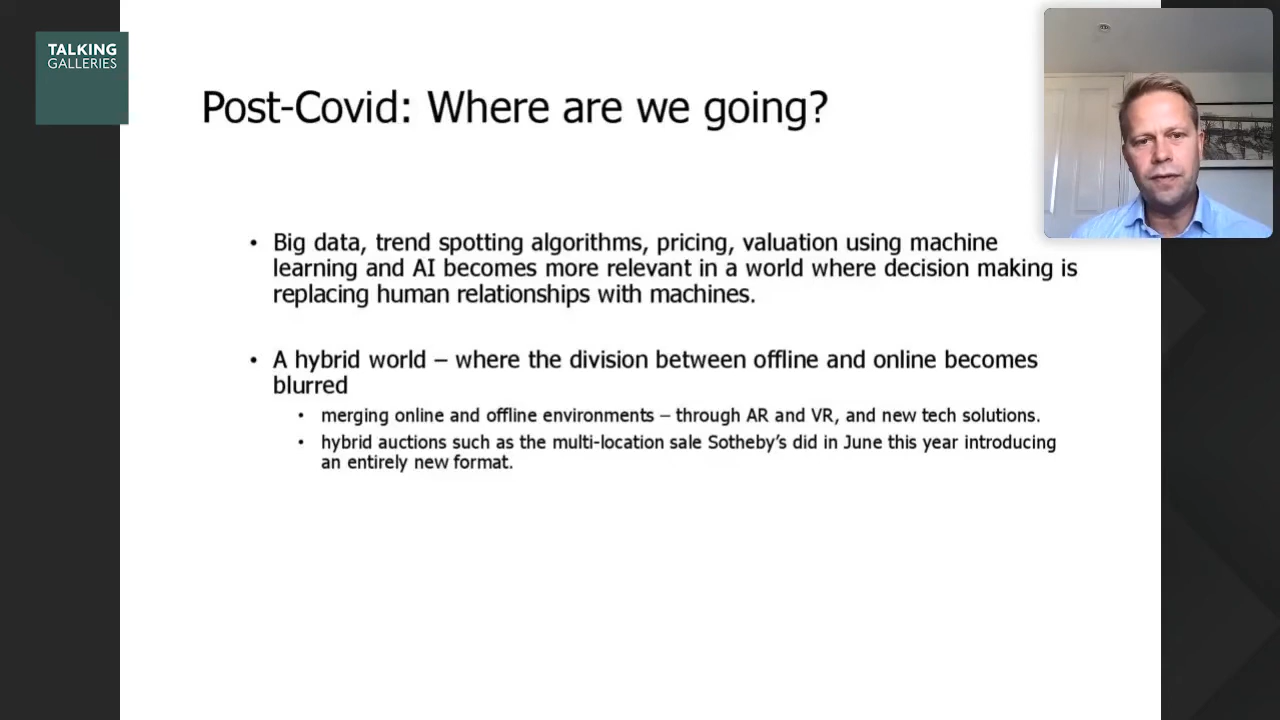 TALKING
GALLERIES
Post-Covid: Where are we going?
• Big data, trend spotting algorithms, pricing, valuation using machine
learning and AI becomes more relevant in a world where decision making is
replacing human relationships with machines.
• A hybrid world – where the division between offline and online becomes
blurred
• merging online and offline environments – through AR and VR, and new tech solutions.
• hybrid auctions such as the multi-location sale Sotheby’s did in June this year introducing
an entirely new format.